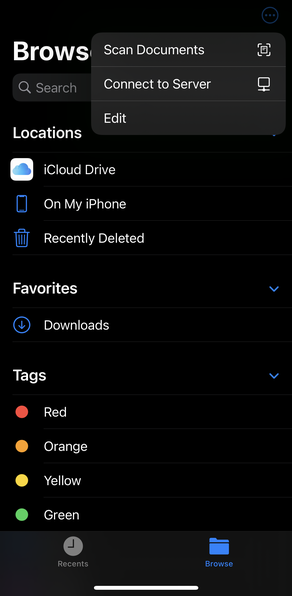 Brows
Scan Documents
Connect to Server
Edit
Search
Locations
iCloud Drive
On My iPhone
Recently Deleted
Favorites
Downloads
Tags
Red
Orange
Yellow
Green
Recents
Browse